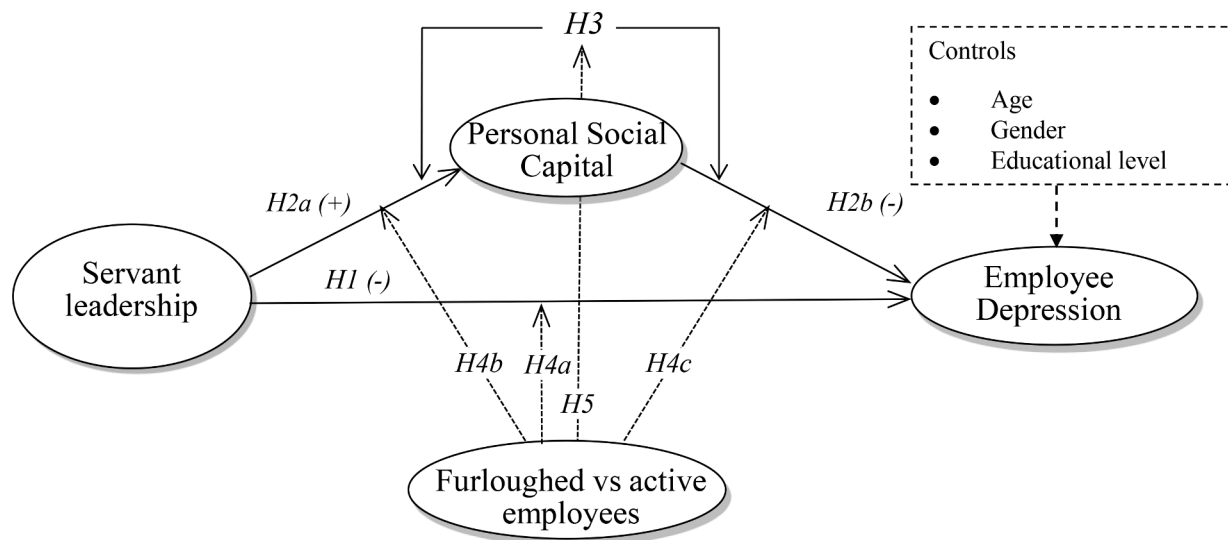 H3
Controls
● Age
● Gender
● Educational level
Personal Social
Capital
H2a (+)
H2b (-)
Servant
leadership
H1 (-)
Employee
Depression
H4b
H4a
H4c
H5
Furloughed vs active
employees